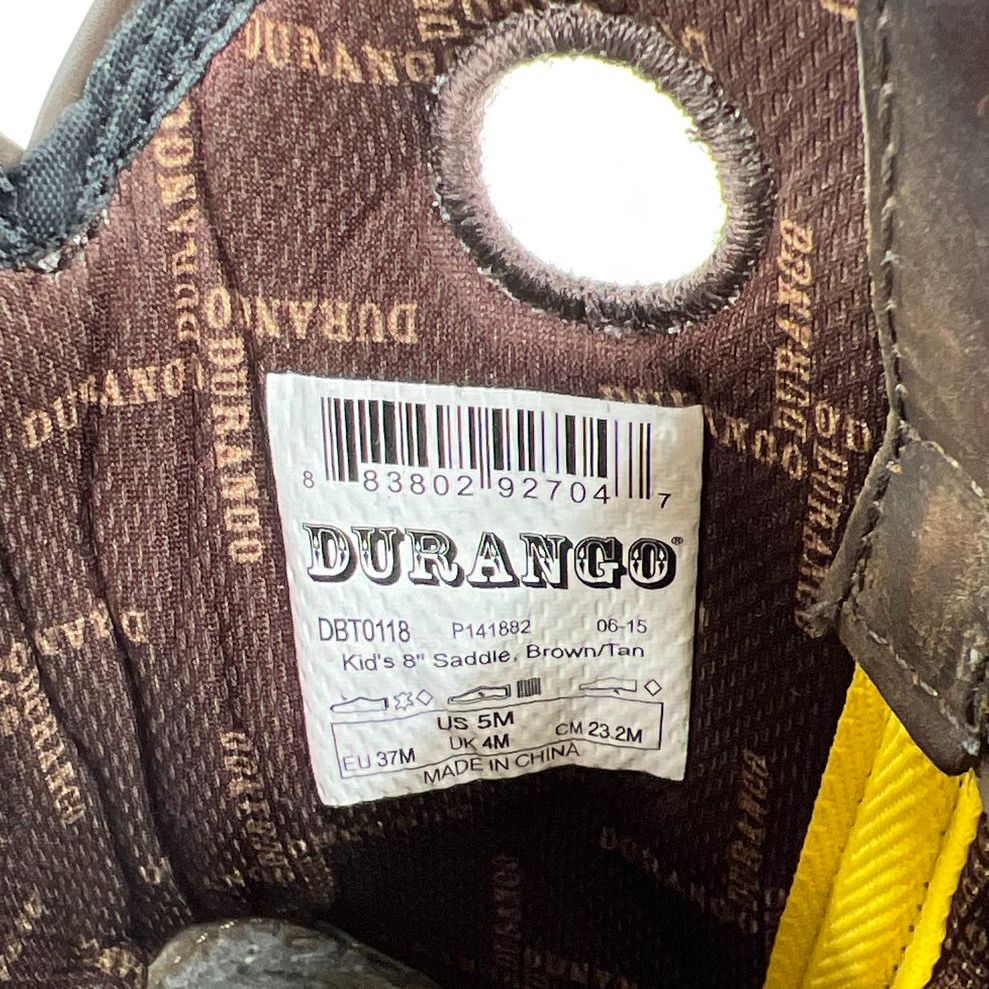 DURANGO
DURANGO
DURANGO
DURANGO
DURANGO
DURANGO
8 83802 92704 7
DURANGO®
DBT0118 P141882 06-15
Kid's 8" Saddle, Brown/Tan
US 5M
EU 37M UK 4M CM 23.2M
MADE IN CHINA